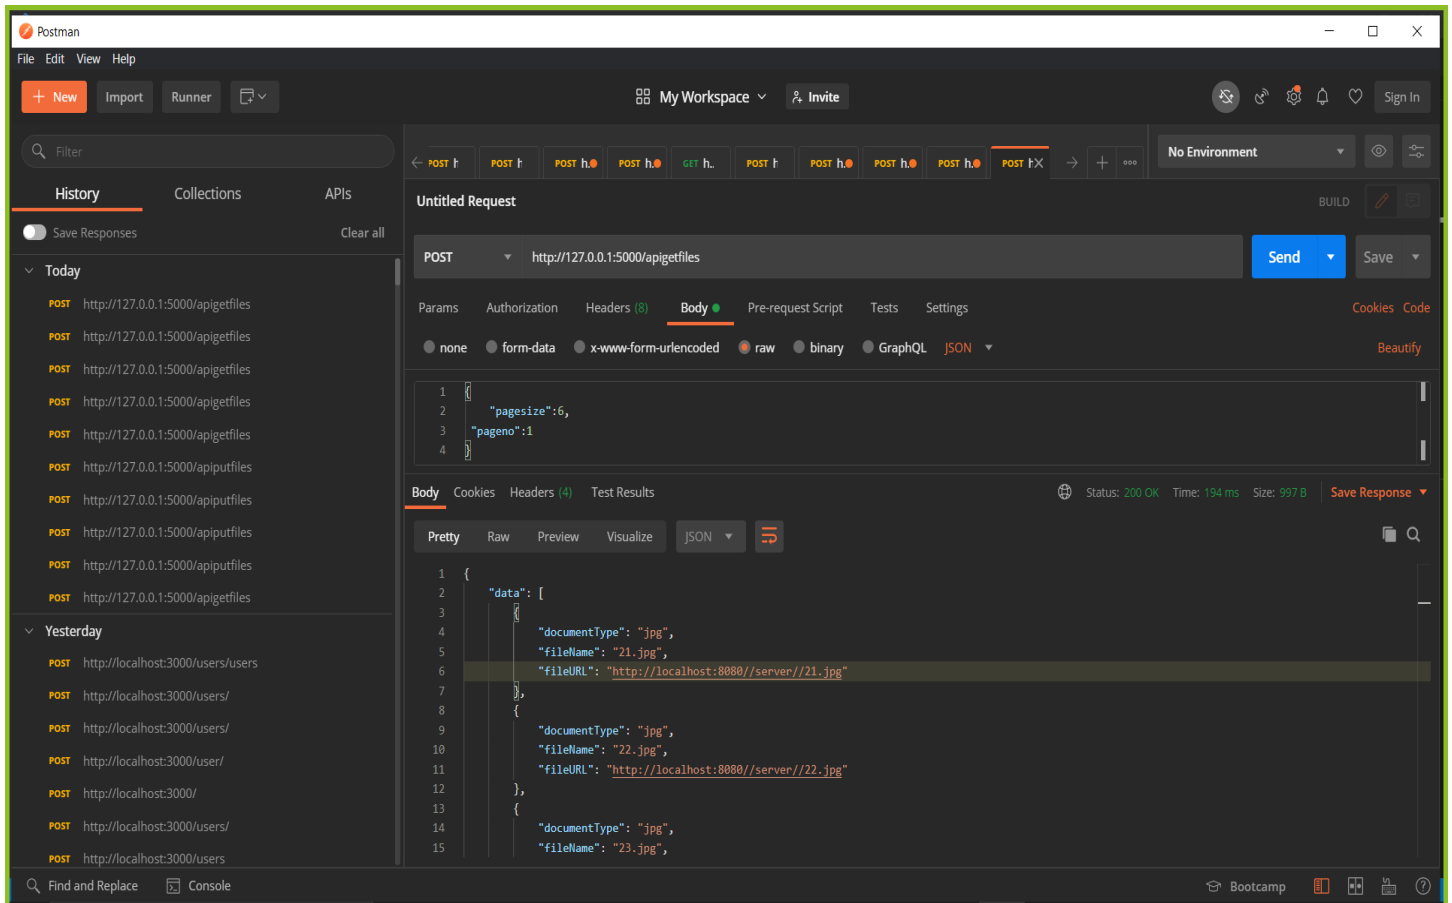 Postman
File Edit View Help
+ New Import Runner My Workspace Invite Sign In
Filter
History Collections APIs
Save Responses Clear all
Today
POST http://127.0.0.1:5000/apigetfiles
POST http://127.0.0.1:5000/apigetfiles
POST http://127.0.0.1:5000/apigetfiles
POST http://127.0.0.1:5000/apigetfiles
POST http://127.0.0.1:5000/apigetfiles
POST http://127.0.0.1:5000/apiputfiles
POST http://127.0.0.1:5000/apiputfiles
POST http://127.0.0.1:5000/apiputfiles
POST http://127.0.0.1:5000/apiputfiles
POST http://127.0.0.1:5000/apigetfiles
Yesterday
POST http://localhost:3000/users/users
POST http://localhost:3000/users/
POST http://localhost:3000/users/
POST http://localhost:3000/user/
POST http://localhost:3000/
POST http://localhost:3000/users/
POST http://localhost:3000/users
POST h POST h POST h. POST h. GET h.. POST h POST h. POST h. POST h. POST h
No Environment
Untitled Request BUILD
POST http://127.0.0.1:5000/apigetfiles Send Save
Params Authorization Headers (8) Body Pre-request Script Tests Settings Cookies Code
none form-data x-www-form-urlencoded raw binary GraphQL JSON Beautify
1 {
2 "pagesize":6,
3 "pageno":1
4 }
Body Cookies Headers (4) Test Results Status: 200 OK Time: 194 ms Size: 997 B Save Response
Pretty Raw Preview Visualize JSON
1 {
2 "data": [
3 {
4 "documentType": "jpg",
5 "fileName": "21.jpg",
6 "fileURL": "http://localhost:8080//server//21.jpg"
7 },
8 {
9 "documentType": "jpg",
10 "fileName": "22.jpg",
11 "fileURL": "http://localhost:8080//server//22.jpg"
12 },
13 {
14 "documentType": "jpg",
15 "fileName": "23.jpg",
Find and Replace Console Bootcamp